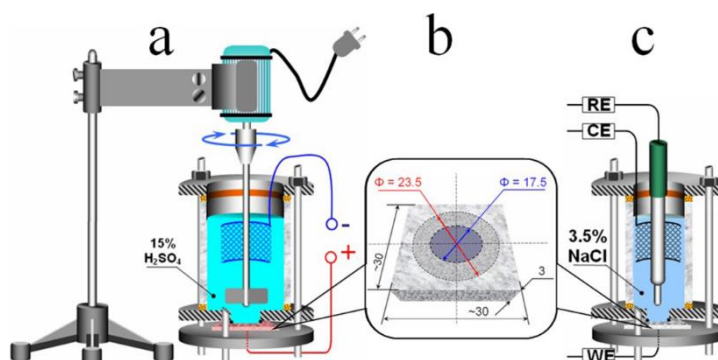 a
b
c
RE
CE
Φ = 23.5
Φ = 17.5
-
+
15%
H₂SO₄
3.5%
NaCl
~30
3
~30
WE